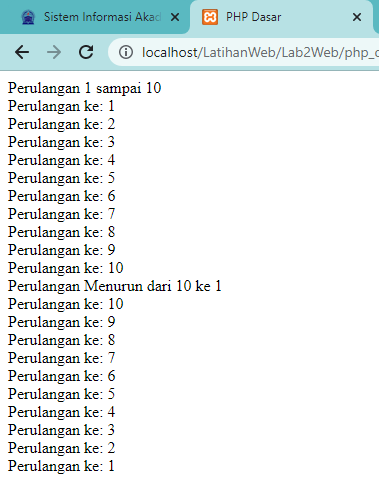 Sistem Informasi Akad
PHP Dasar
localhost/LatihanWeb/Lab2Web/php_d
Perulangan 1 sampai 10
Perulangan ke: 1
Perulangan ke: 2
Perulangan ke: 3
Perulangan ke: 4
Perulangan ke: 5
Perulangan ke: 6
Perulangan ke: 7
Perulangan ke: 8
Perulangan ke: 9
Perulangan ke: 10
Perulangan Menurun dari 10 ke 1
Perulangan ke: 10
Perulangan ke: 9
Perulangan ke: 8
Perulangan ke: 7
Perulangan ke: 6
Perulangan ke: 5
Perulangan ke: 4
Perulangan ke: 3
Perulangan ke: 2
Perulangan ke: 1